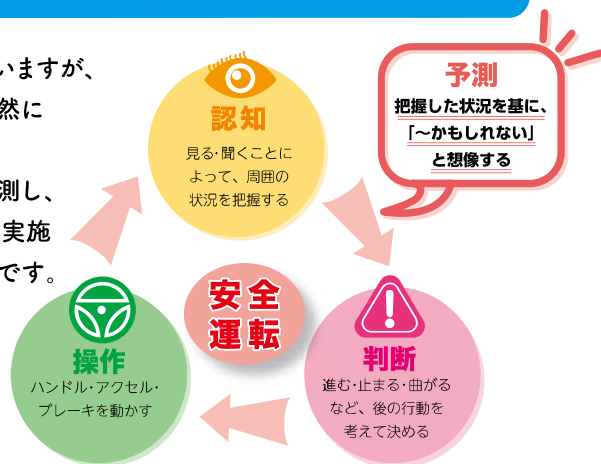 いますが、
然に
測し、
実施
です。
認知
見る・聞くことに
よって、周囲の
状況を把握する
予測
把握した状況を基に、
「～かもしれない」
と想像する
安全
運転
判断
進む・止まる・曲がる
など、後の行動を
考えて決める
操作
ハンドル・アクセル・
ブレーキを動かす